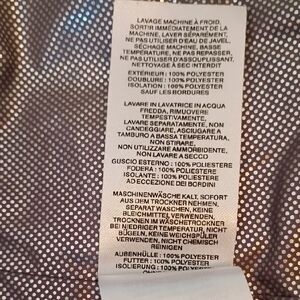 LAVAGE MACHINE À FROID,
SORTIR IMMÉDIATEMENT DE LA
MACHINE, LAVER SÉPARÉMENT,
NE PAS UTILISER D'EAU DE JAVEL,
SÉCHAGE MACHINE, BASSE
TEMPÉRATURE, NE PAS REPASSER,
NE PAS UTILISER D'ASSOUPLISSANT,
NETTOYAGE À SEC INTERDIT
EXTÉRIEUR : 100% POLYESTER
DOUBLURE : 100% POLYESTER
ISOLATION : 100% POLYESTER
SAUF LES BORDURES
LAVARE IN LAVATRICE IN ACQUA
FREDDA, RIMUOVERE
TEMPESTIVAMENTE,
LAVARE SEPARATAMENTE, NON
CANDEGGIARE, ASCIUGARE A
TAMBURO A BASSA TEMPERATURA,
NON STIRARE,
NON UTILIZZARE AMMORBIDENTE,
NON LAVARE A SECCO
GUSCIO ESTERNO : 100% POLIESTERE
FODERA : 100% POLIESTERE
ISOLANTE : 100% POLIESTERE
AD ECCEZIONE DEI BORDINI
MASCHINENWÄSCHE KALT, SOFORT
AUS DEM TROCKNER NEHMEN,
SEPARAT WASCHEN, KEINE
BLEICHMITTEL VERWENDEN,
TROCKNEN IM WÄSCHETROCKNER
BEI NIEDRIGER TEMPERATUR, NICHT
BÜGELN, KEINE WEICHSPÜLER
VERWENDEN, NICHT CHEMISCH
REINIGEN
AUßENHÜLLE : 100% POLYESTER
FUTTER : 100% POLYESTER
ISOLIERUNG : 100% POLYESTER